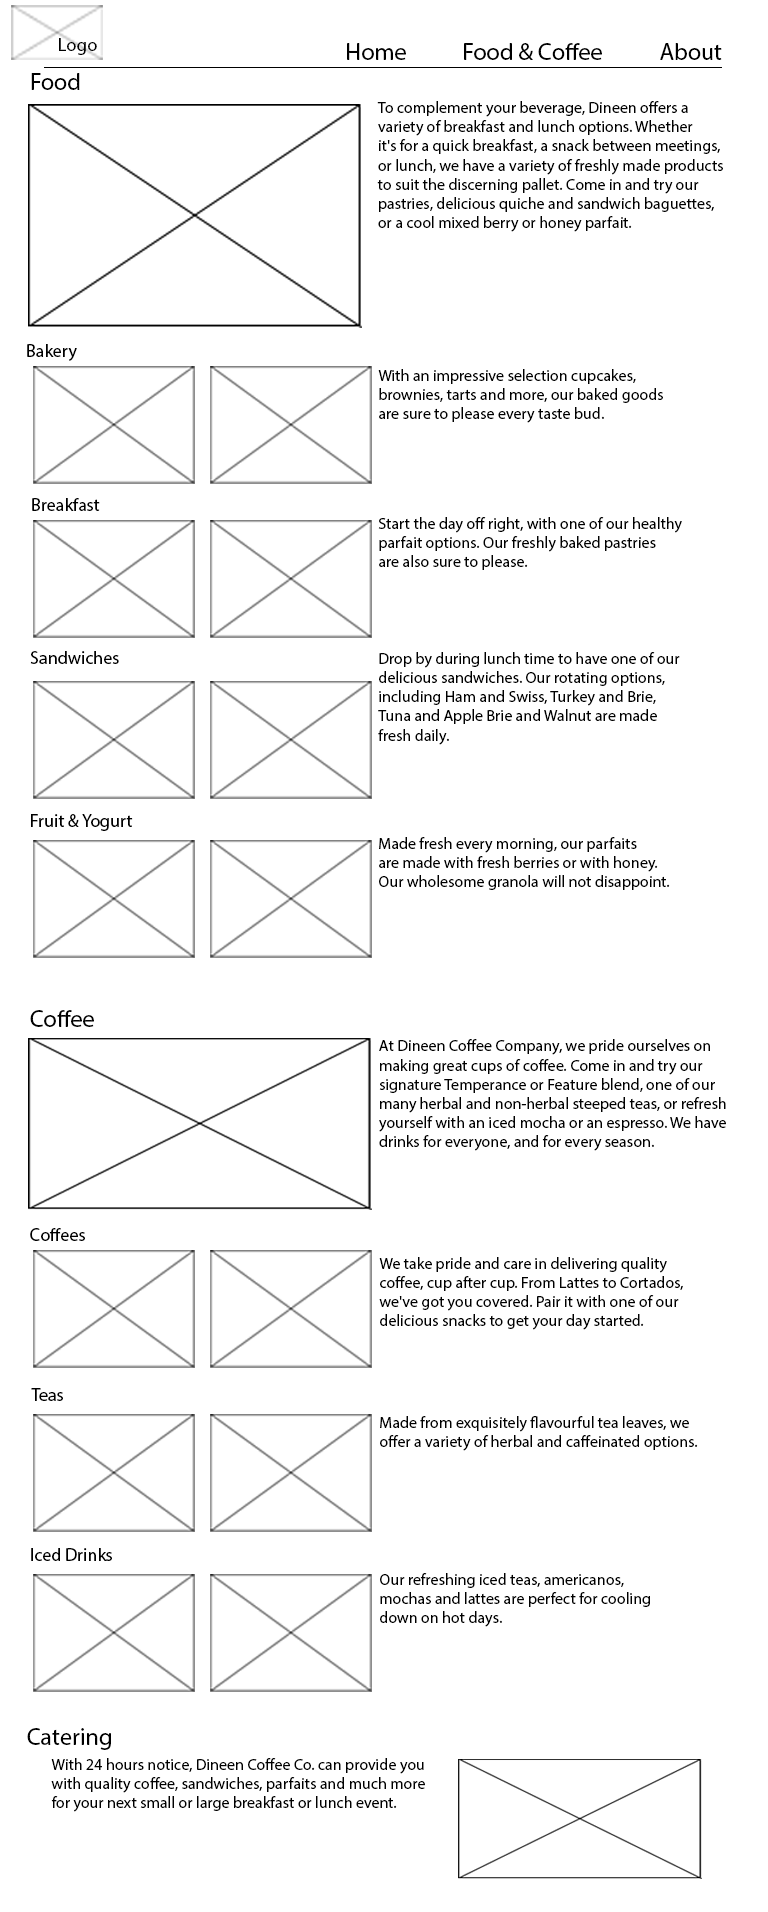 Logo
Home Food & Coffee About
Food
To complement your beverage, Dineen offers a
variety of breakfast and lunch options. Whether
it's for a quick breakfast, a snack between meetings,
or lunch, we have a variety of freshly made products
to suit the discerning pallet. Come in and try our
pastries, delicious quiche and sandwich baguettes,
or a cool mixed berry or honey parfait.
Bakery
With an impressive selection cupcakes,
brownies, tarts and more, our baked goods
are sure to please every taste bud.
Breakfast
Start the day off right, with one of our healthy
parfait options. Our freshly baked pastries
are also sure to please.
Sandwiches
Drop by during lunch time to have one of our
delicious sandwiches. Our rotating options,
including Ham and Swiss, Turkey and Brie,
Tuna and Apple Brie and Walnut are made
fresh daily.
Fruit & Yogurt
Made fresh every morning, our parfaits
are made with fresh berries or with honey.
Our wholesome granola will not disappoint.
Coffee
At Dineen Coffee Company, we pride ourselves on
making great cups of coffee. Come in and try our
signature Temperance or Feature blend, one of our
many herbal and non-herbal steeped teas, or refresh
yourself with an iced mocha or an espresso. We have
drinks for everyone, and for every season.
Coffees
We take pride and care in delivering quality
coffee, cup after cup. From Lattes to Cortados,
we've got you covered. Pair it with one of our
delicious snacks to get your day started.
Teas
Made from exquisitely flavourful tea leaves, we
offer a variety of herbal and caffeinated options.
Iced Drinks
Our refreshing iced teas, americanos,
mochas and lattes are perfect for cooling
down on hot days.
Catering
With 24 hours notice, Dineen Coffee Co. can provide you
with quality coffee, sandwiches, parfaits and much more
for your next small or large breakfast or lunch event.